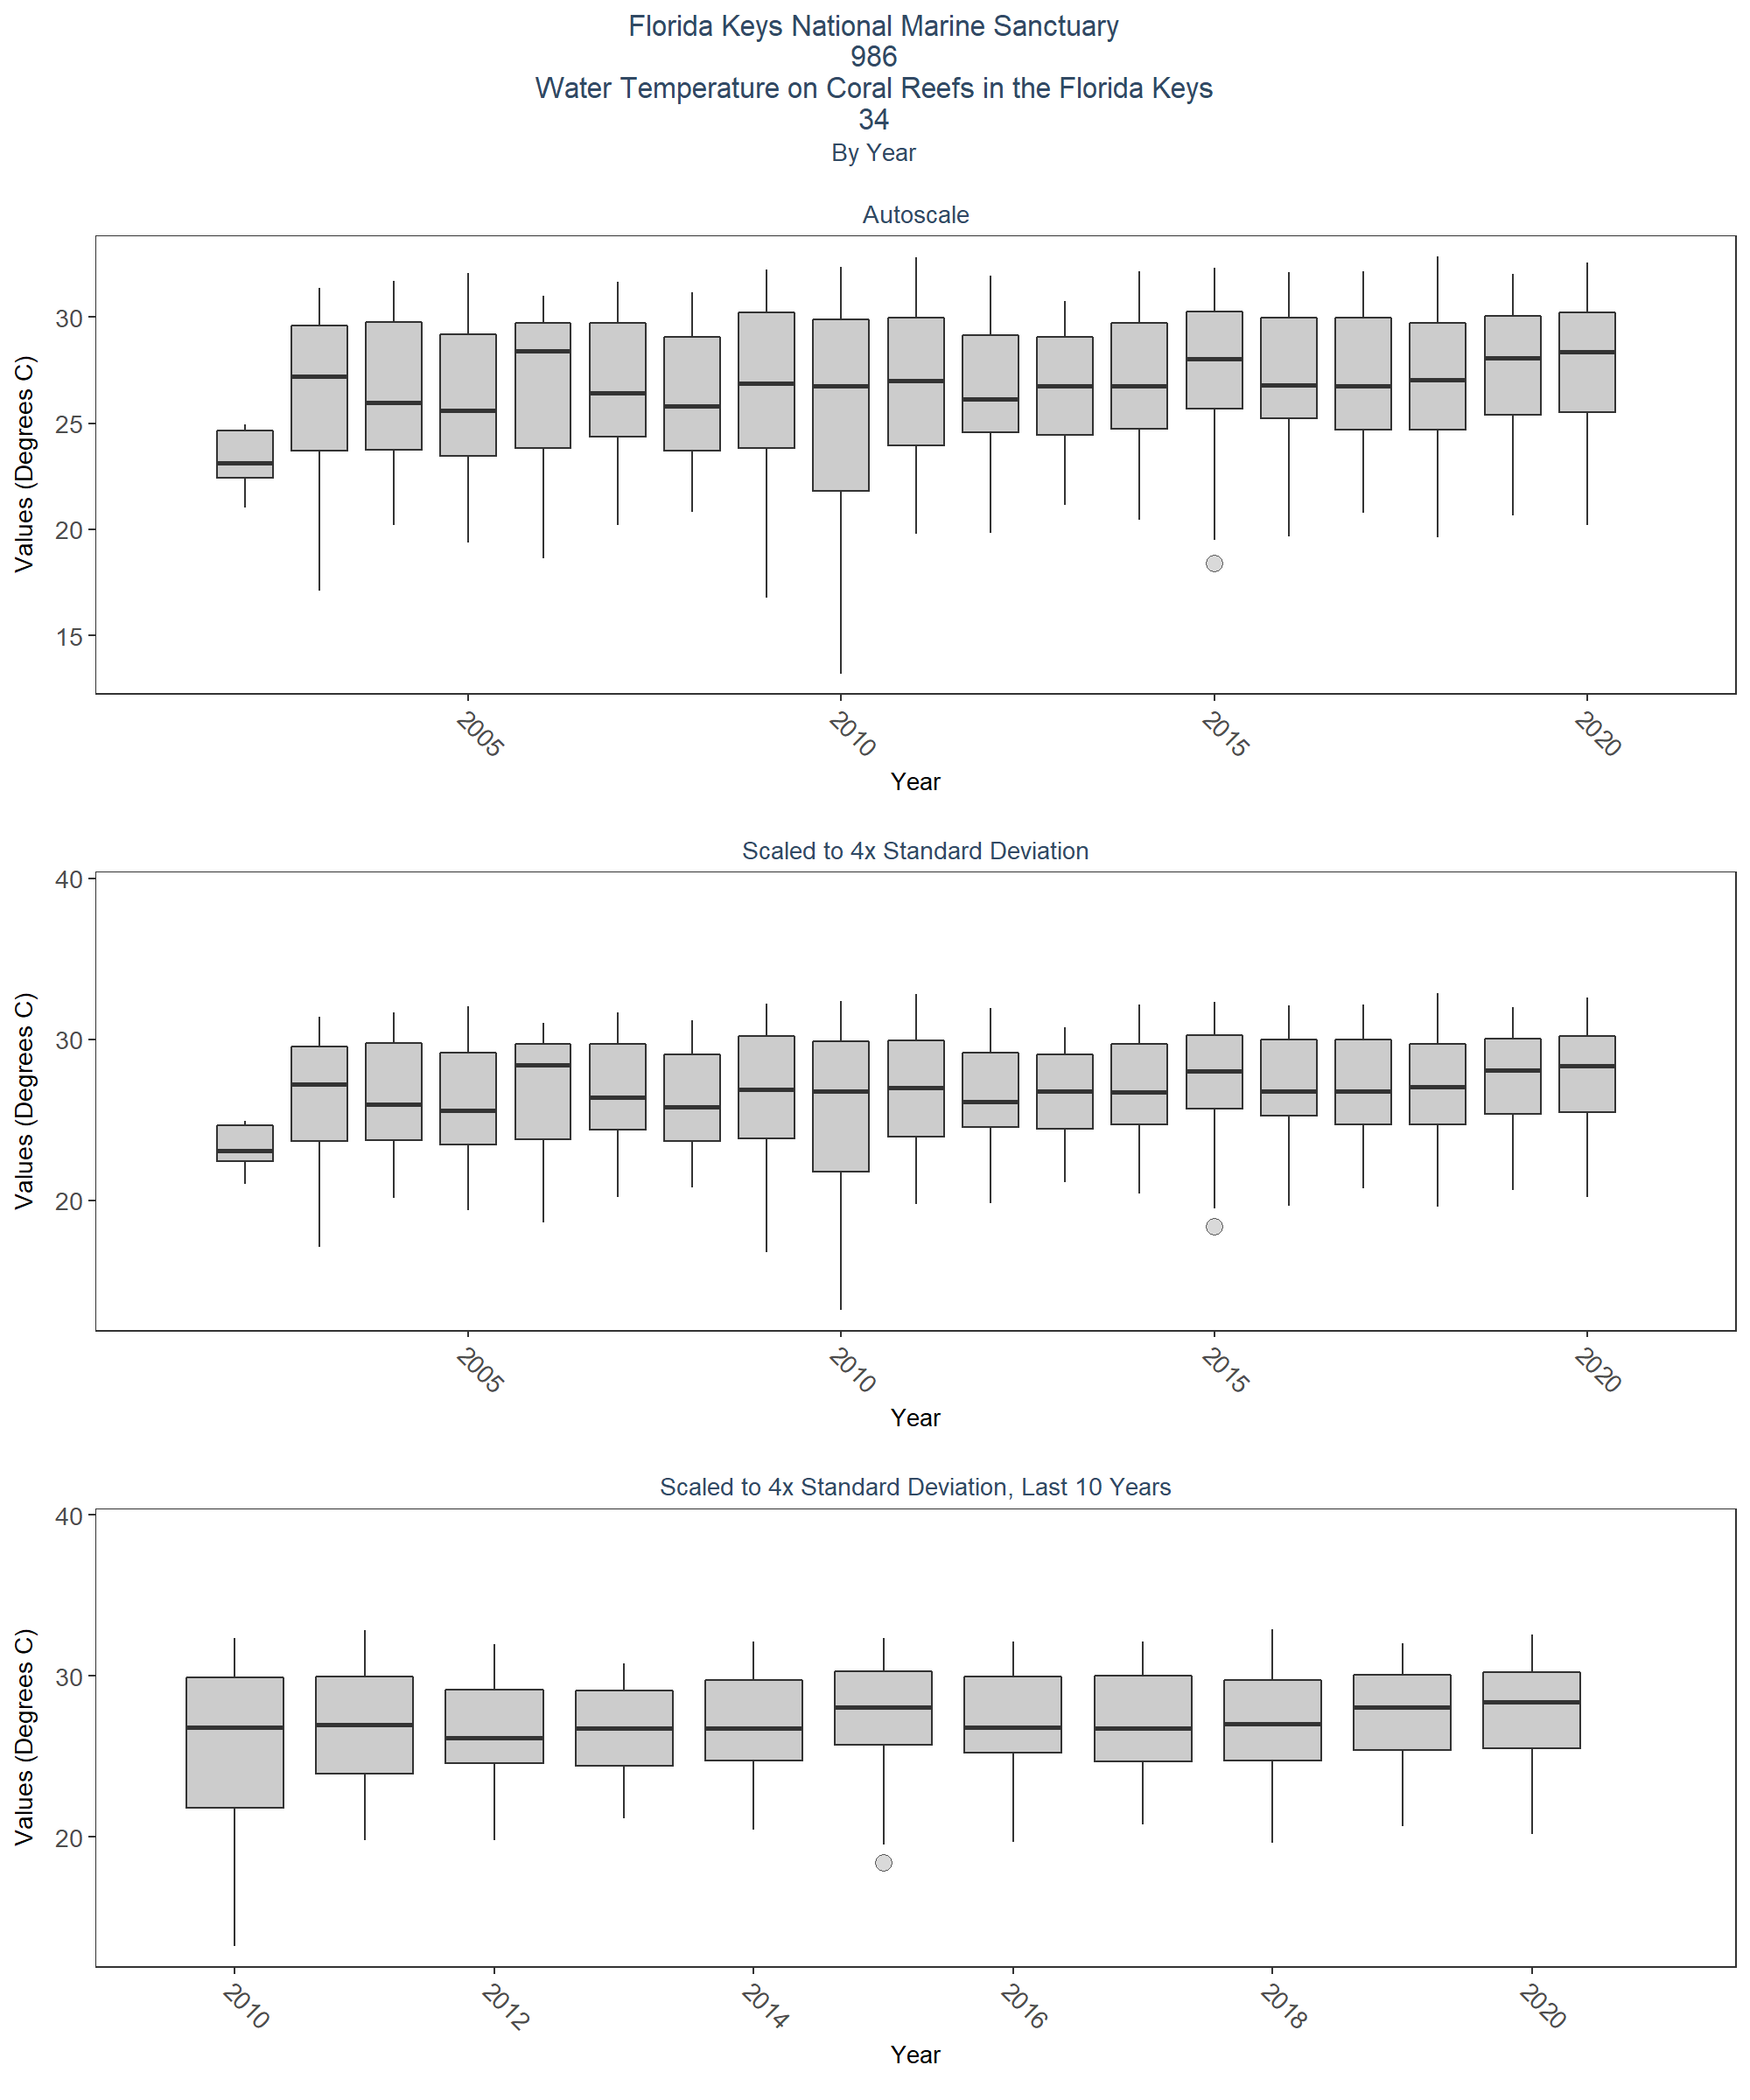 Florida Keys National Marine Sanctuary
986
Water Temperature on Coral Reefs in the Florida Keys
34
By Year
Autoscale
Values (Degrees C)
30
25
20
15
2005
2010
2015
2020
Year
Scaled to 4x Standard Deviation
Values (Degrees C)
40
30
20
2005
2010
2015
2020
Year
Scaled to 4x Standard Deviation, Last 10 Years
Values (Degrees C)
40
30
20
2010
2012
2014
2016
2018
2020
Year